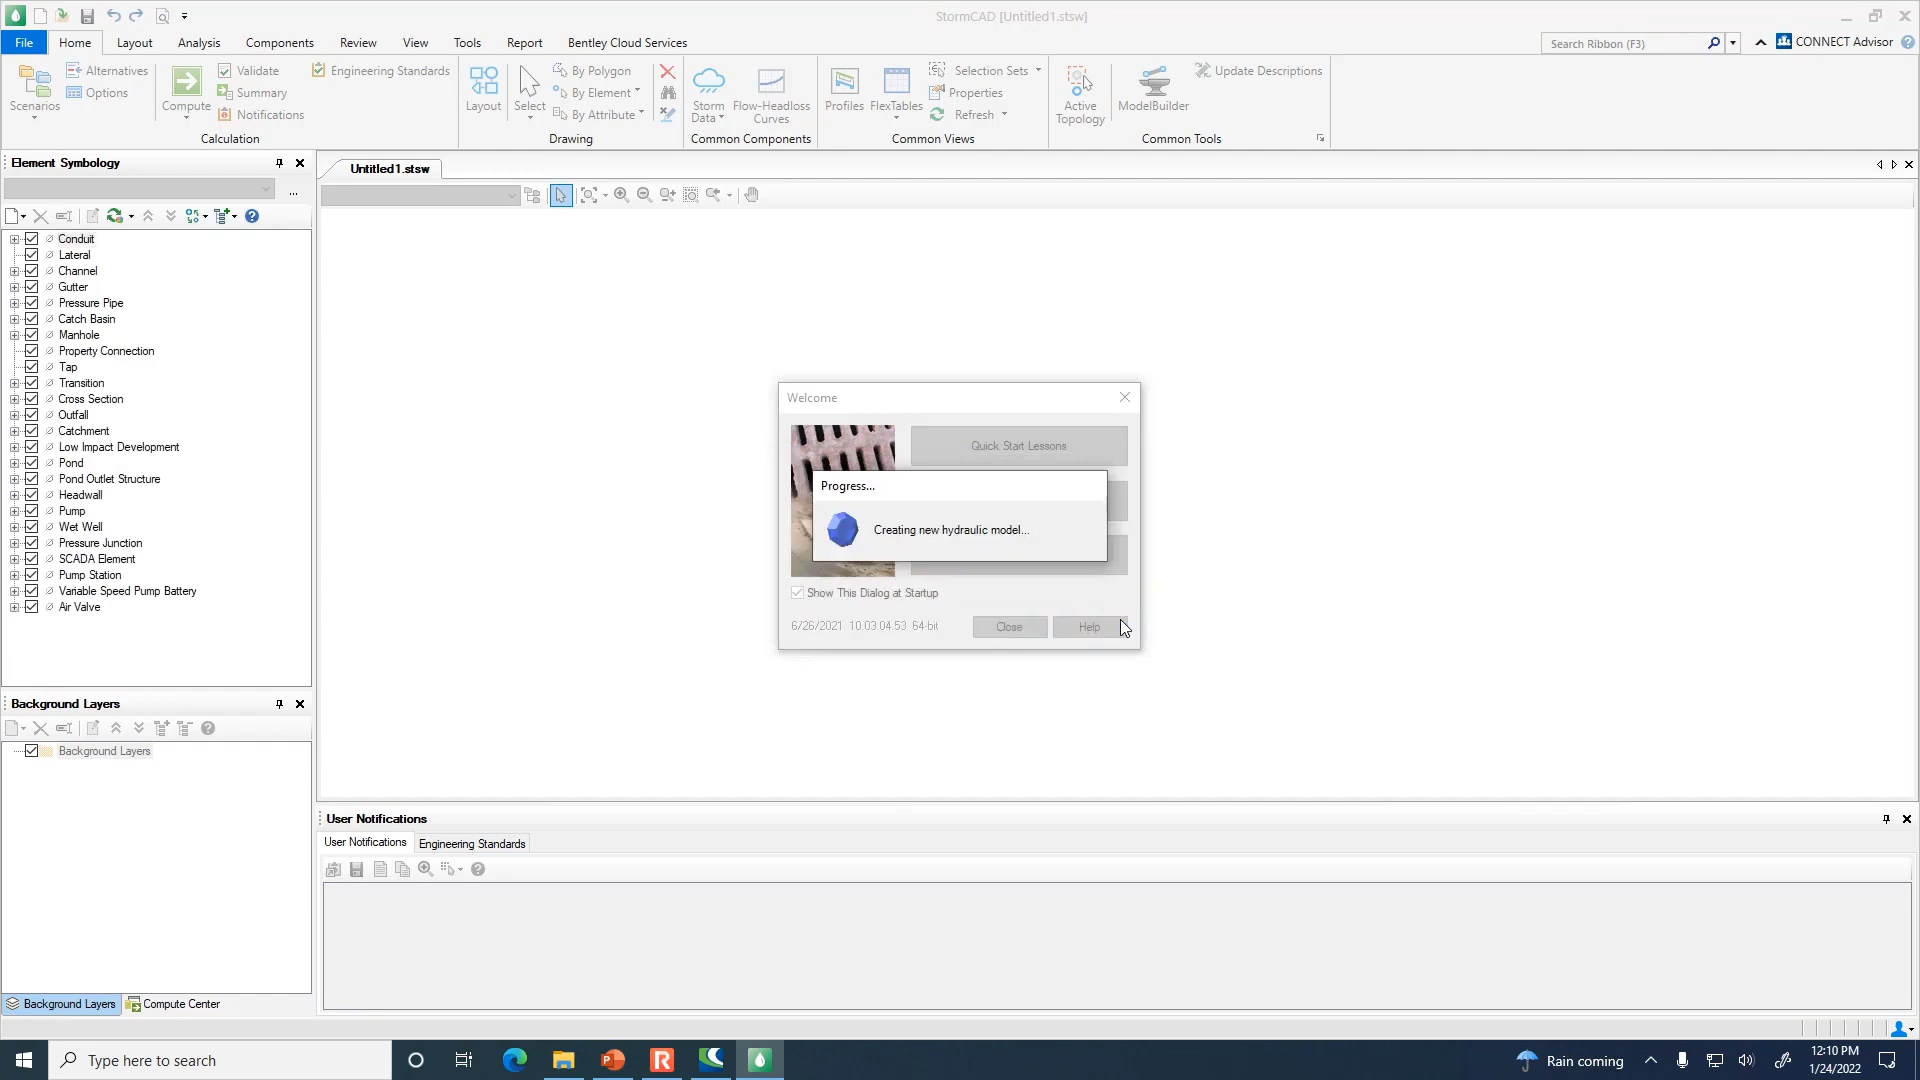 StormCAD [Untitled1.stsw]
File Home Layout Analysis Components Review View Tools Report Bentley Cloud Services
Search Ribbon (F3)
CONNECT Advisor
Scenarios
Alternatives
Options
Compute
Validate
Summary
Notifications
Engineering Standards
Calculation
Layout
Select
By Polygon
By Element
By Attribute
Drawing
Storm Data
Flow-Headloss Curves
Common Components
Profiles
FlexTables
Selection Sets
Properties
Refresh
Common Views
Active Topology
ModelBuilder
Update Descriptions
Common Tools
Element Symbology
...
Conduit
Lateral
Channel
Gutter
Pressure Pipe
Catch Basin
Manhole
Property Connection
Tap
Transition
Cross Section
Outfall
Catchment
Low Impact Development
Pond
Pond Outlet Structure
Headwall
Pump
Wet Well
Pressure Junction
SCADA Element
Pump Station
Variable Speed Pump Battery
Air Valve
Background Layers
Background Layers
Background Layers
Compute Center
Untitled1.stsw
Welcome
Quick Start Lessons
Progress...
Creating new hydraulic model...
Show This Dialog at Startup
6/26/2021 10.03.04.53 64-bit
Close
Help
User Notifications
User Notifications
Engineering Standards
Type here to search
Rain coming
12:10 PM
1/24/2022